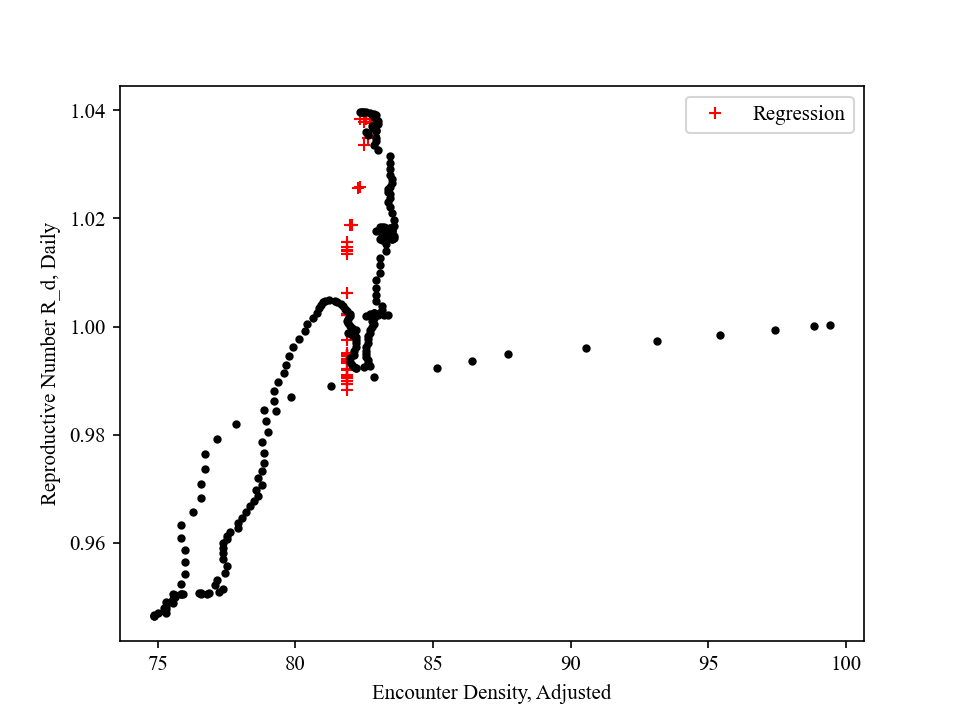 Regression
1.04
1.02
1.00
0.98
0.96
Reproductive Number R_d, Daily
75 80 85 90 95 100
Encounter Density, Adjusted